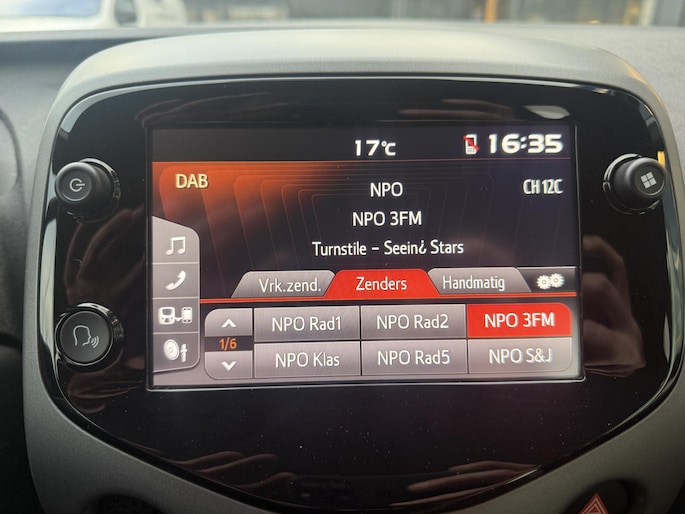 17°c 16:35
DAB NPO CH 12C
NPO 3FM
Turnstile - Seeing Stars
Vrk.zend. Zenders Handmatig
NPO Rad1 NPO Rad2 NPO 3FM
1/6
NPO Klas NPO Rad5 NPO S&J